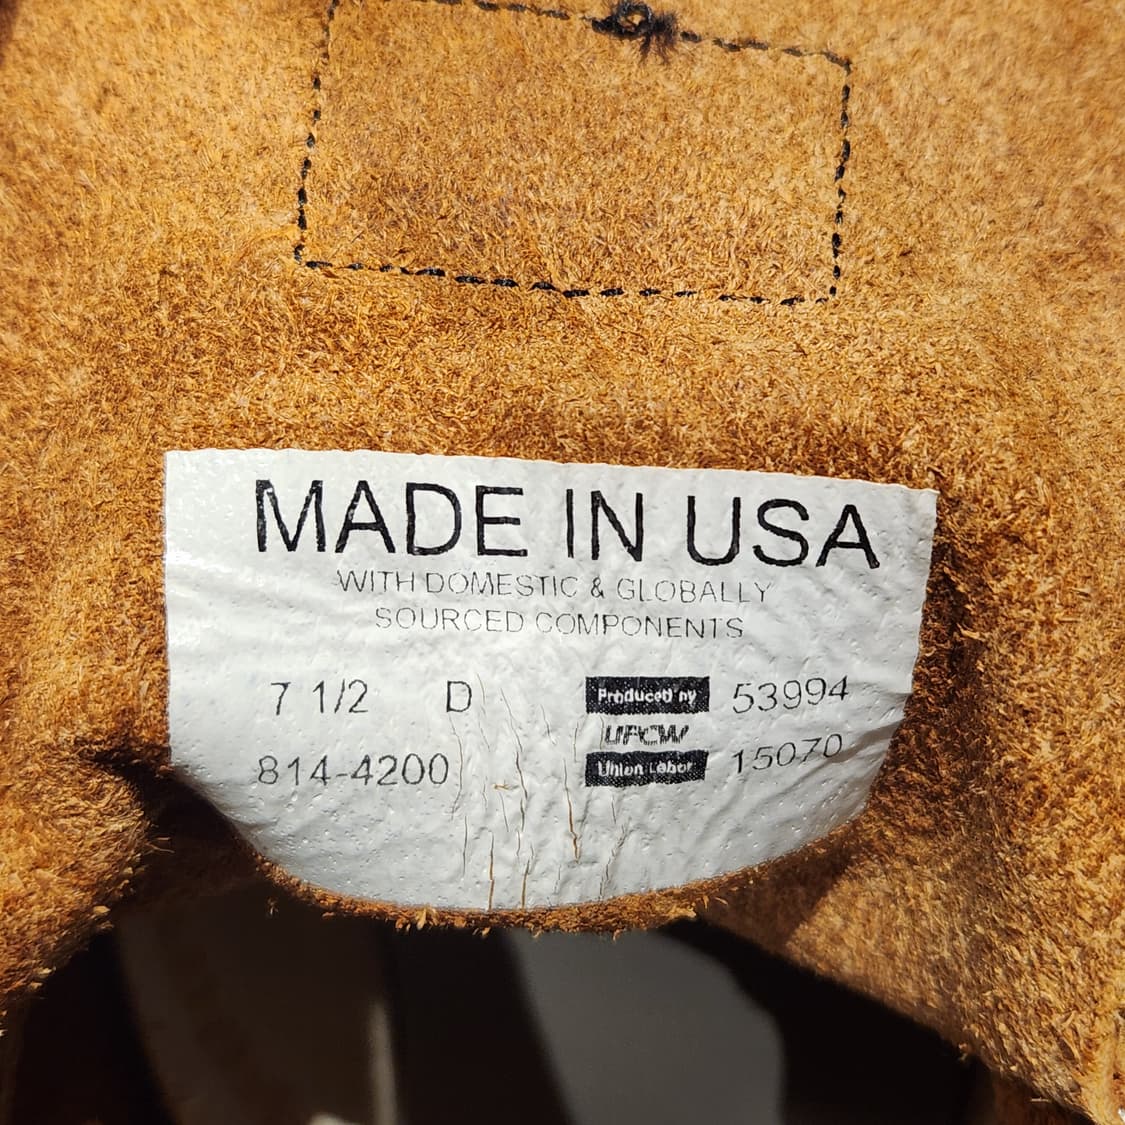 MADE IN USA
WITH DOMESTIC & GLOBALLY
SOURCED COMPONENTS
7 1/2 D
Produced by 53994
UFCW
814-4200
Union Labor 15070